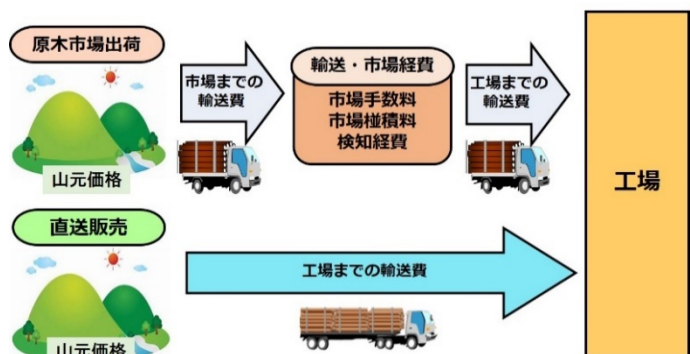 原木市場出荷
市場までの
輸送費
輸送・市場経費
市場手数料
市場椪積料
検知経費
工場までの
輸送費
山元価格
工場
直送販売
工場までの輸送費
山元価格